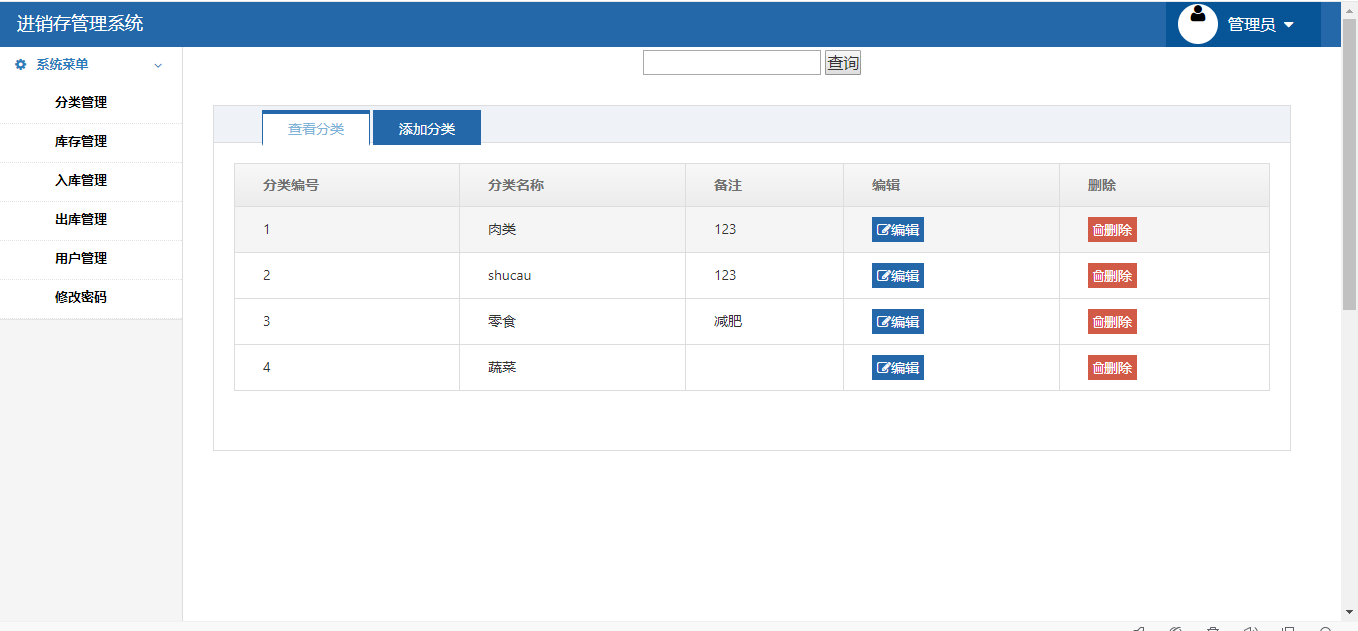 进销存管理系统
管理员
系统菜单
分类管理
库存管理
入库管理
出库管理
用户管理
修改密码
查询
查看分类 添加分类
分类编号 分类名称 备注 编辑 删除
1 肉类 123 编辑 删除
2 shucau 123 编辑 删除
3 零食 减肥 编辑 删除
4 蔬菜 编辑 删除